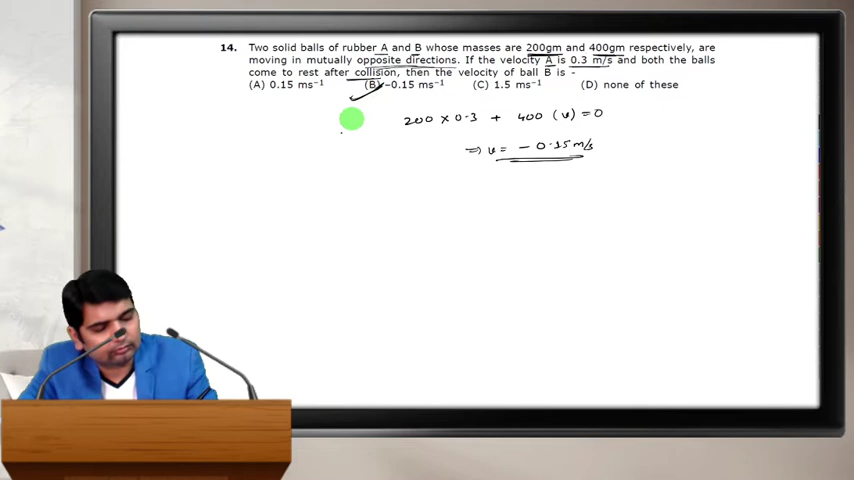 14. Two solid balls of rubber A and B whose masses are 200gm and 400gm respectively, are
moving in mutually opposite directions. If the velocity A is 0.3 m/s and both the balls
come to rest after collision, then the velocity of ball B is -
(A) 0.15 ms⁻¹ (B) -0.15 ms⁻¹ (C) 1.5 ms⁻¹ (D) none of these
200 × 0.3 + 400 (v) = 0
⇒ v = - 0.15 m/s